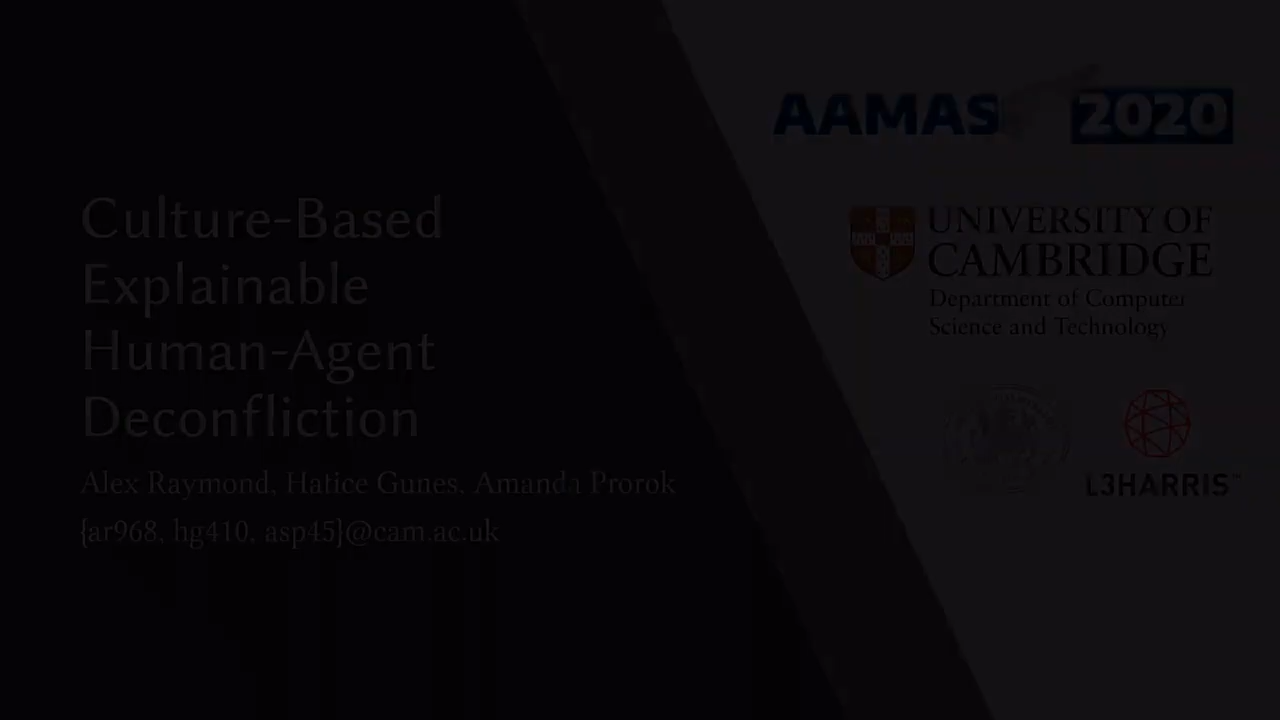 Culture-Based
Explainable
Human-Agent
Deconfliction
Alex Raymond, Hatice Gunes, Amanda Prorok
{ar968, hg410, asp45}@cam.ac.uk
AAMAS 2020
UNIVERSITY OF
CAMBRIDGE
Department of Computer
Science and Technology
L3HARRIS™